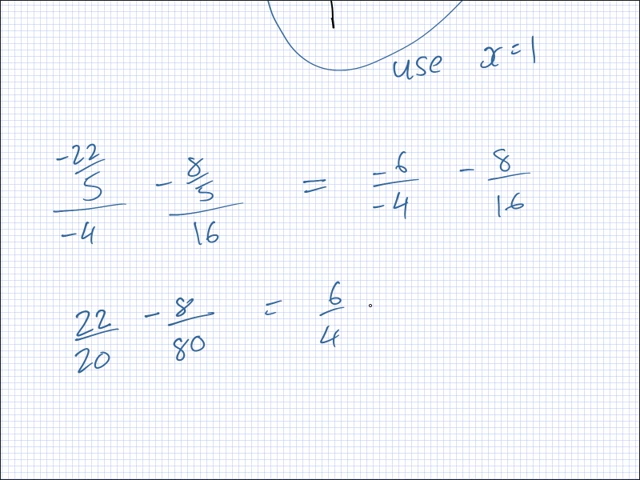 use x=1
-22/5 / -4 - 8/5 / 16 = -6/-4 - 8/16
22/20 - 8/80 = 6/4